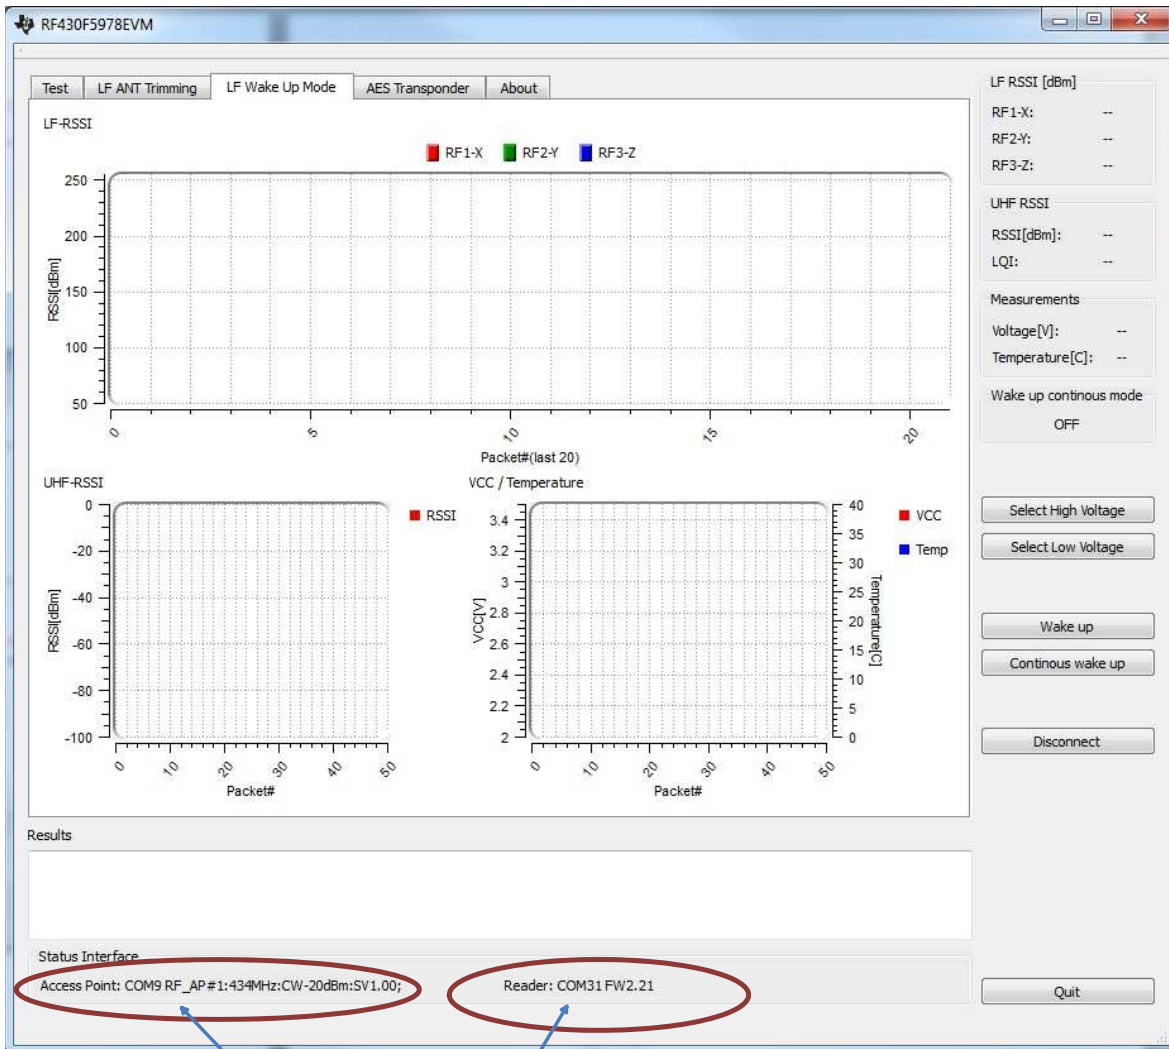 RF430F5978EVM
Test LF ANT Trimming LF Wake Up Mode AES Transponder About
LF-RSSI
RF1-X RF2-Y RF3-Z
250
200
150
100
50
RSSI[dBm]
0 5 10 15 20
Packet#(last 20)
UHF-RSSI
RSSI
0
-20
-40
-60
-80
-100
RSSI[dBm]
0 10 20 30 40 50
Packet#
VCC / Temperature
VCC
Temp
3.4
3.2
3
2.8
2.6
2.4
2.2
2
VCC[V]
40
35
30
25
20
15
10
5
0
Temperature[C]
0 10 20 30 40 50
Packet#
LF RSSI [dBm]
RF1-X: --
RF2-Y: --
RF3-Z: --
UHF RSSI
RSSI[dBm]: --
LQI: --
Measurements
Voltage[V]: --
Temperature[C]: --
Wake up continous mode
OFF
Select High Voltage
Select Low Voltage
Wake up
Continous wake up
Disconnect
Results
Status Interface
Access Point: COM9 RF_AP#1:434MHz:CW-20dBm:SV1.00; Reader: COM31 FW2.21
Quit